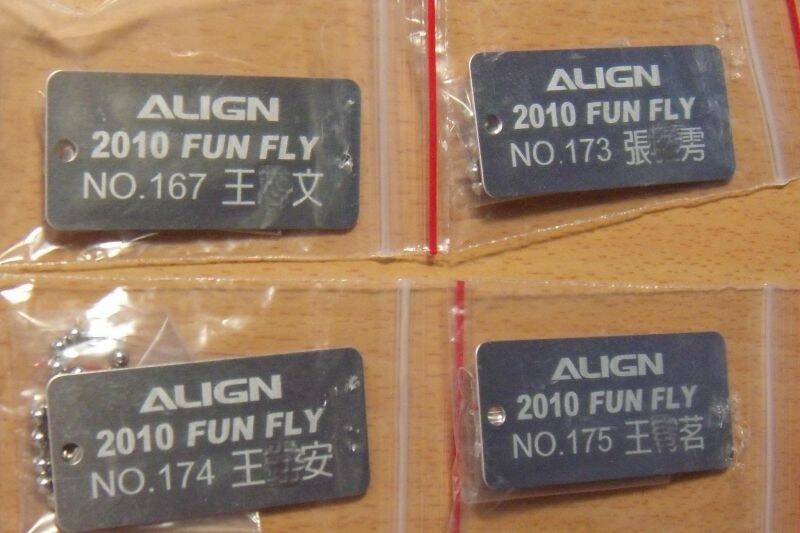 ALIGN
2010 FUN FLY
NO.167 王 文
ALIGN
2010 FUN FLY
NO.173 張 雱
ALIGN
2010 FUN FLY
NO.174 王 安
ALIGN
2010 FUN FLY
NO.175 王 茗